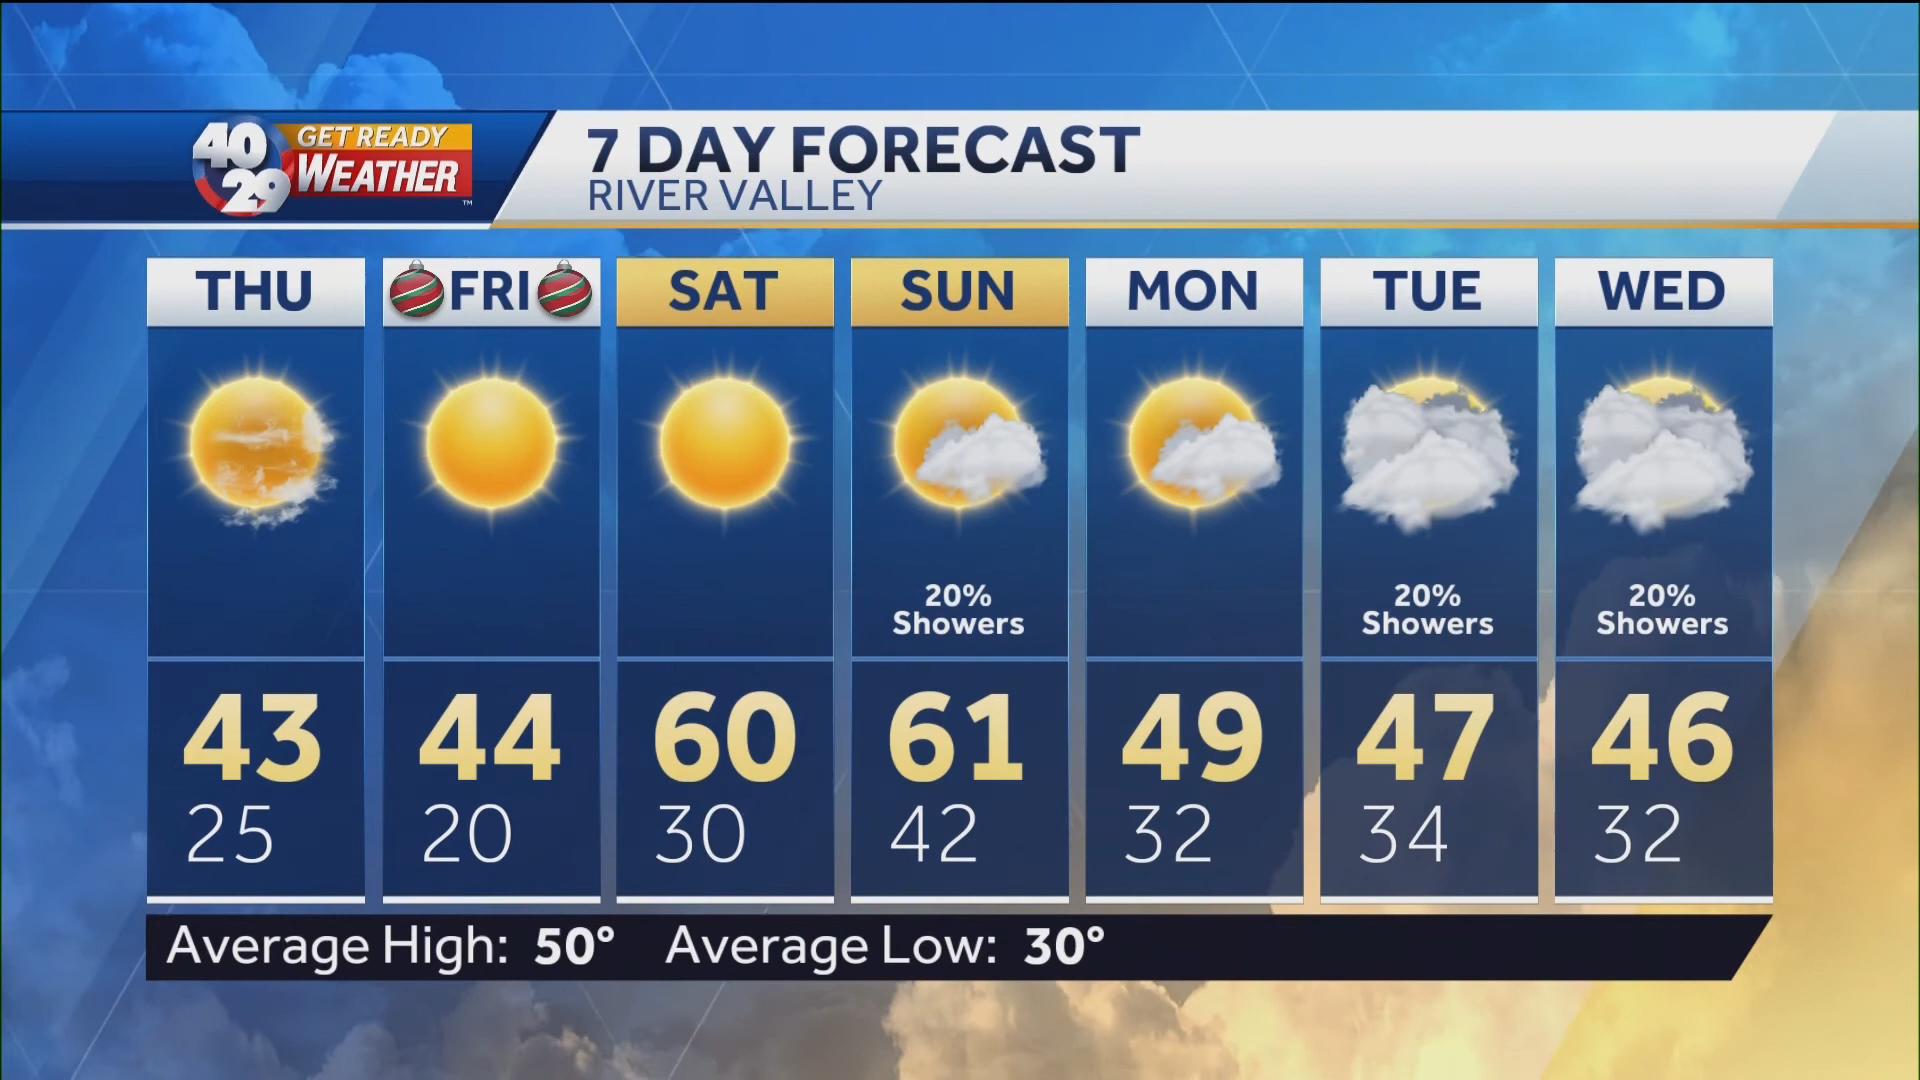 40
29
GET READY
WEATHER
™
7 DAY FORECAST
RIVER VALLEY
THU FRI SAT SUN MON TUE WED
20% 20% 20%
Showers Showers Showers
43 44 60 61 49 47 46
25 20 30 42 32 34 32
Average High: 50° Average Low: 30°